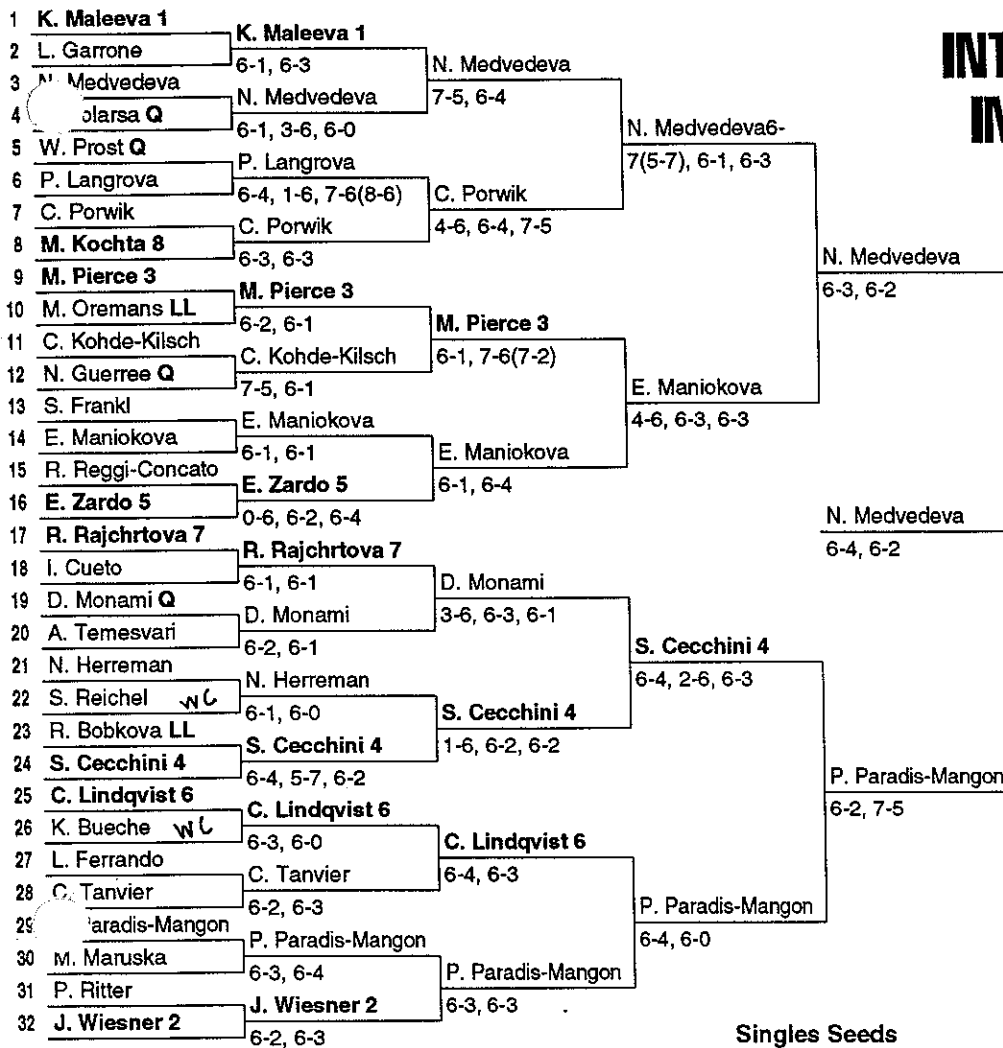 1 K. Maleeva 1
2 L. Garrone
3 N. Medvedeva
4 olarsa Q
5 W. Prost Q
6 P. Langrova
7 C. Porwik
8 M. Kochta 8
9 M. Pierce 3
10 M. Oremans LL
11 C. Kohde-Kilsch
12 N. Guerree Q
13 S. Frankl
14 E. Maniokova
15 R. Reggi-Concato
16 E. Zardo 5
17 R. Rajchrtova 7
18 I. Cueto
19 D. Monami Q
20 A. Temesvari
21 N. Herreman
22 S. Reichel WC
23 R. Bobkova LL
24 S. Cecchini 4
25 C. Lindqvist 6
26 K. Bueche WC
27 L. Ferrando
28 C. Tanvier
29 aradis-Mangon
30 M. Maruska
31 P. Ritter
32 J. Wiesner 2
K. Maleeva 1
6-1, 6-3
N. Medvedeva
6-1, 3-6, 6-0
P. Langrova
6-4, 1-6, 7-6(8-6)
C. Porwik
6-3, 6-3
M. Pierce 3
6-2, 6-1
C. Kohde-Kilsch
7-5, 6-1
E. Maniokova
6-1, 6-1
E. Zardo 5
0-6, 6-2, 6-4
R. Rajchrtova 7
6-1, 6-1
D. Monami
6-2, 6-1
N. Herreman
6-1, 6-0
S. Cecchini 4
6-4, 5-7, 6-2
C. Lindqvist 6
6-3, 6-0
C. Tanvier
6-2, 6-3
P. Paradis-Mangon
6-3, 6-4
J. Wiesner 2
6-2, 6-3
N. Medvedeva
7-5, 6-4
C. Porwik
4-6, 6-4, 7-5
M. Pierce 3
6-1, 7-6(7-2)
E. Maniokova
6-1, 6-4
D. Monami
3-6, 6-3, 6-1
S. Cecchini 4
1-6, 6-2, 6-2
C. Lindqvist 6
6-4, 6-3
P. Paradis-Mangon
6-3, 6-3
N. Medvedeva6-
7(5-7), 6-1, 6-3
E. Maniokova
4-6, 6-3, 6-3
S. Cecchini 4
6-4, 2-6, 6-3
P. Paradis-Mangon
6-4, 6-0
N. Medvedeva
6-3, 6-2
P. Paradis-Mangon
6-2, 7-5
N. Medvedeva
6-4, 6-2
INT
IN
Singles Seeds